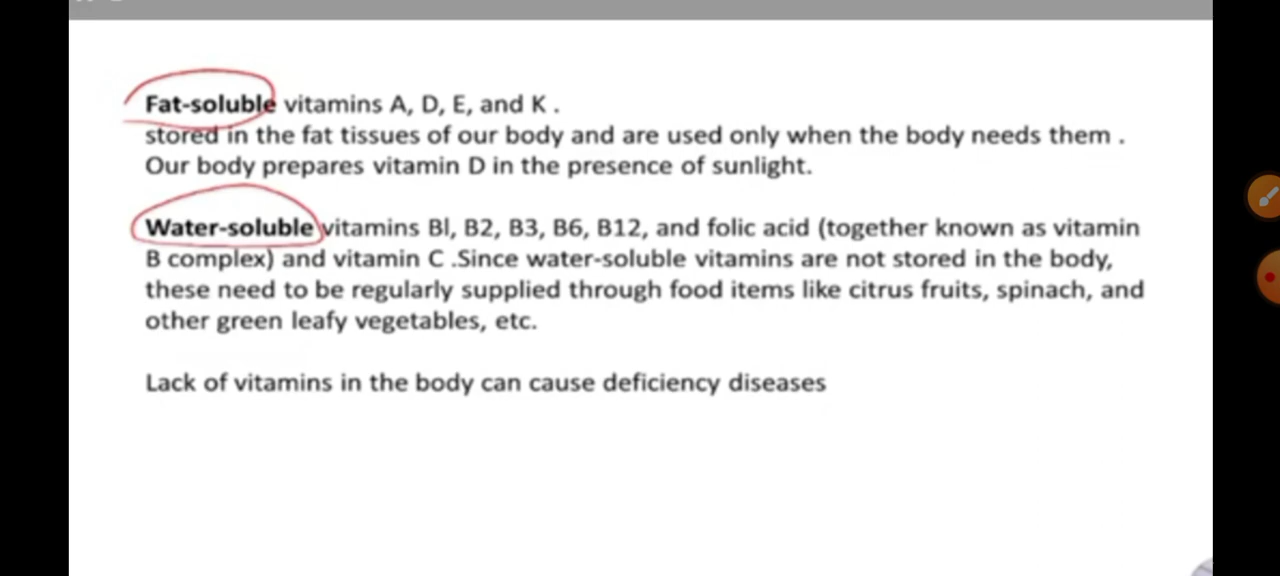 Fat-soluble vitamins A, D, E, and K .
stored in the fat tissues of our body and are used only when the body needs them .
Our body prepares vitamin D in the presence of sunlight.
Water-soluble vitamins Bl, B2, B3, B6, B12, and folic acid (together known as vitamin
B complex) and vitamin C .Since water-soluble vitamins are not stored in the body,
these need to be regularly supplied through food items like citrus fruits, spinach, and
other green leafy vegetables, etc.
Lack of vitamins in the body can cause deficiency diseases